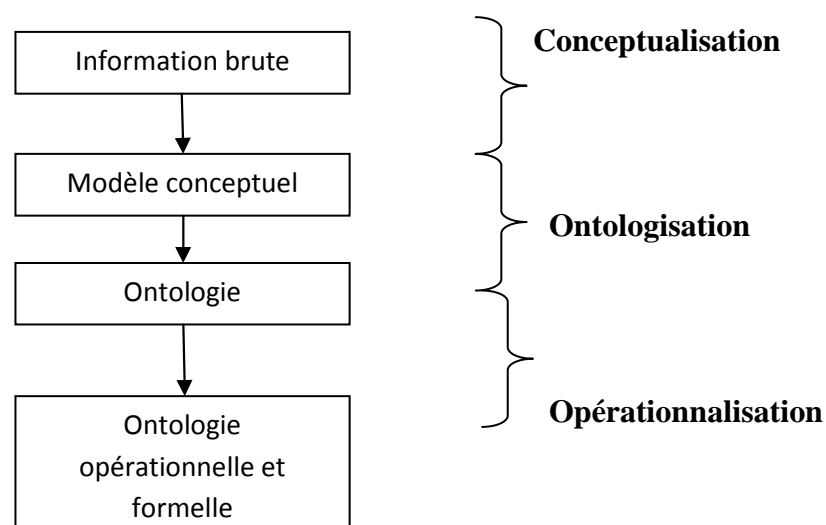 Information brute
Conceptualisation
Modèle conceptuel
Ontologisation
Ontologie
Opérationnalisation
Ontologie
opérationnelle et
formelle